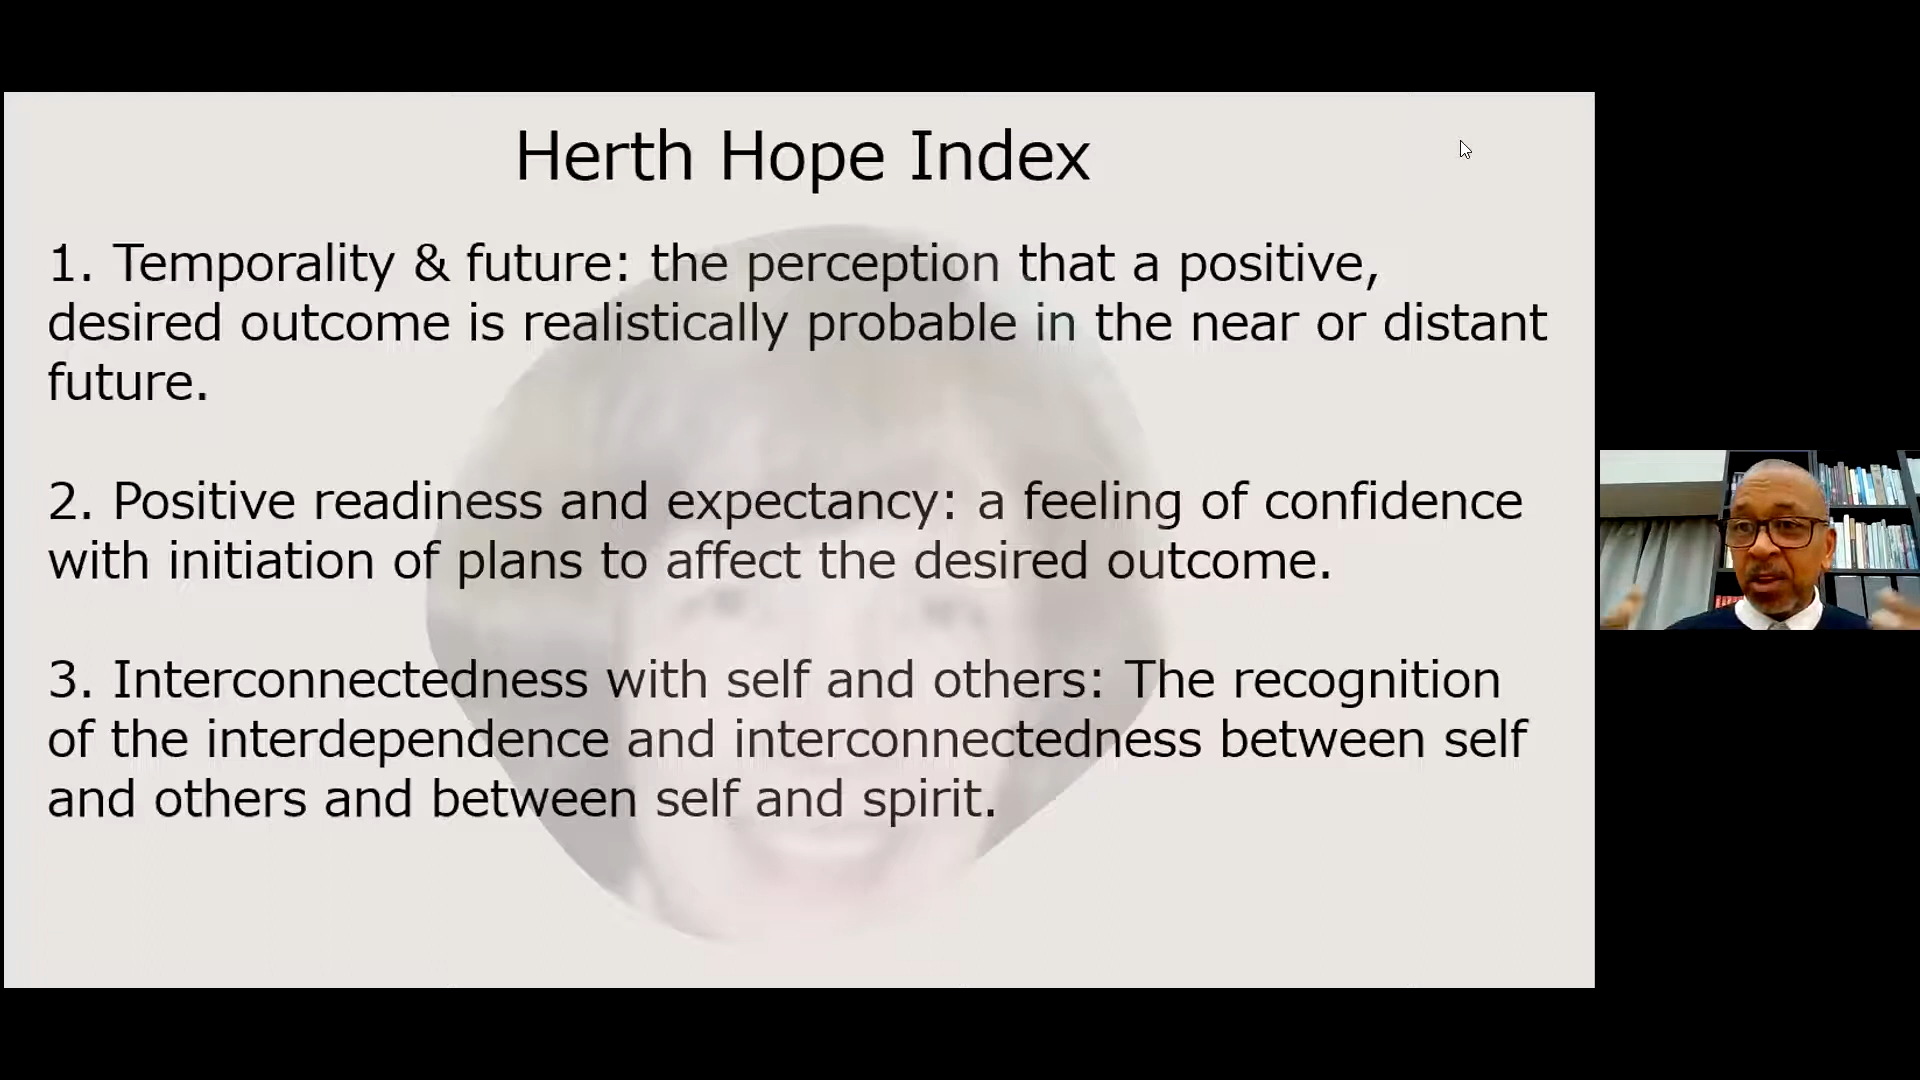 Herth Hope Index
1. Temporality & future: the perception that a positive,
desired outcome is realistically probable in the near or distant
future.
2. Positive readiness and expectancy: a feeling of confidence
with initiation of plans to affect the desired outcome.
3. Interconnectedness with self and others: The recognition
of the interdependence and interconnectedness between self
and others and between self and spirit.